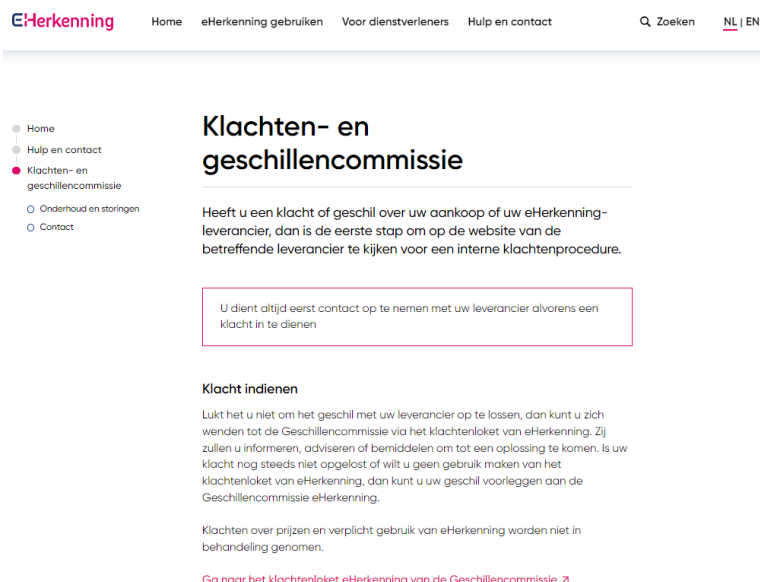 eHerkenning
Home
eHerkenning gebruiken
Voor dienstverleners
Hulp en contact
Zoeken
NL | EN
Home
Hulp en contact
Klachten- en
geschillencommissie
Onderhoud en storingen
Contact
Klachten- en
geschillencommissie
Heeft u een klacht of geschil over uw aankoop of uw eHerkenning-
leverancier, dan is de eerste stap om op de website van de
betreffende leverancier te kijken voor een interne klachtenprocedure.
U dient altijd eerst contact op te nemen met uw leverancier alvorens een
klacht in te dienen
Klacht indienen
Lukt het u niet om het geschil met uw leverancier op te lossen, dan kunt u zich
wenden tot de Geschillencommissie via het klachtenloket van eHerkenning. Zij
zullen u informeren, adviseren of bemiddelen om tot een oplossing te komen. Is uw
klacht nog steeds niet opgelost of wilt u geen gebruik maken van het
klachtenloket van eHerkenning, dan kunt u uw geschil voorleggen aan de
Geschillencommissie eHerkenning.
Klachten over prijzen en verplicht gebruik van eHerkenning worden niet in
behandeling genomen.
Ga naar het klachtenloket eHerkenning van de Geschillencommissie